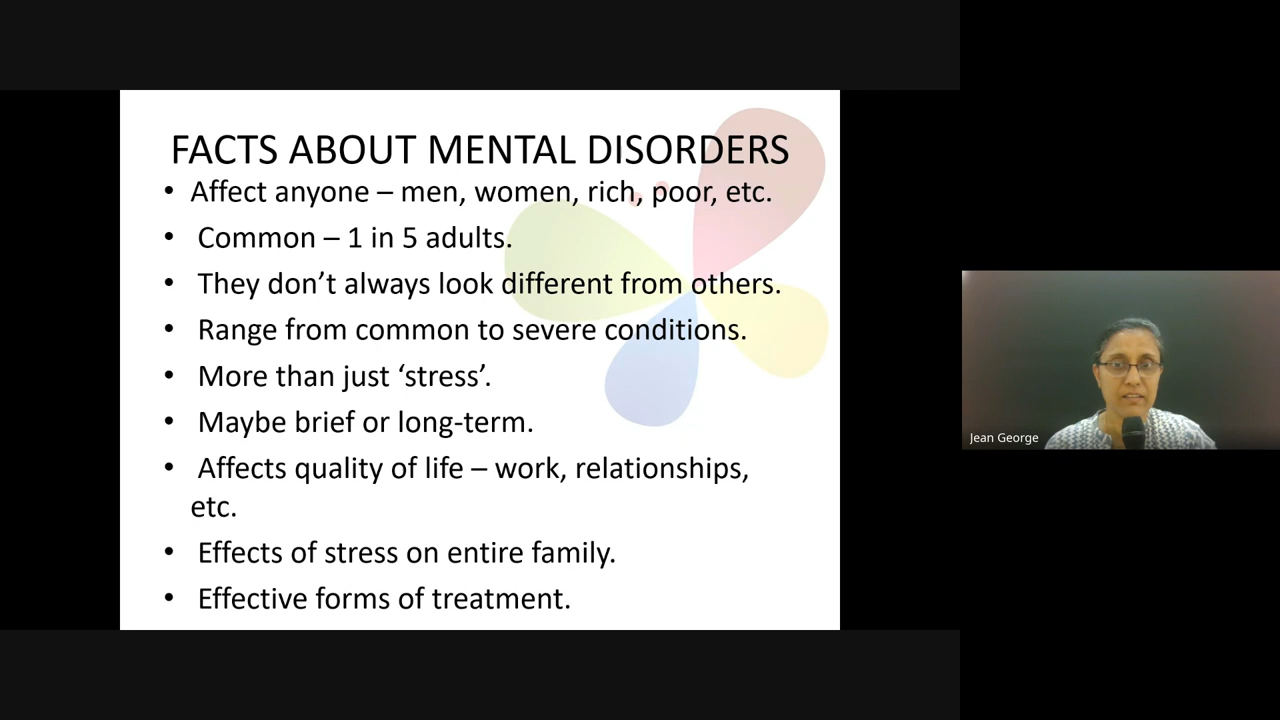 FACTS ABOUT MENTAL DISORDERS
• Affect anyone – men, women, rich, poor, etc.
• Common – 1 in 5 adults.
• They don’t always look different from others.
• Range from common to severe conditions.
• More than just ‘stress’.
• Maybe brief or long-term.
• Affects quality of life – work, relationships,
etc.
• Effects of stress on entire family.
• Effective forms of treatment.
Jean George